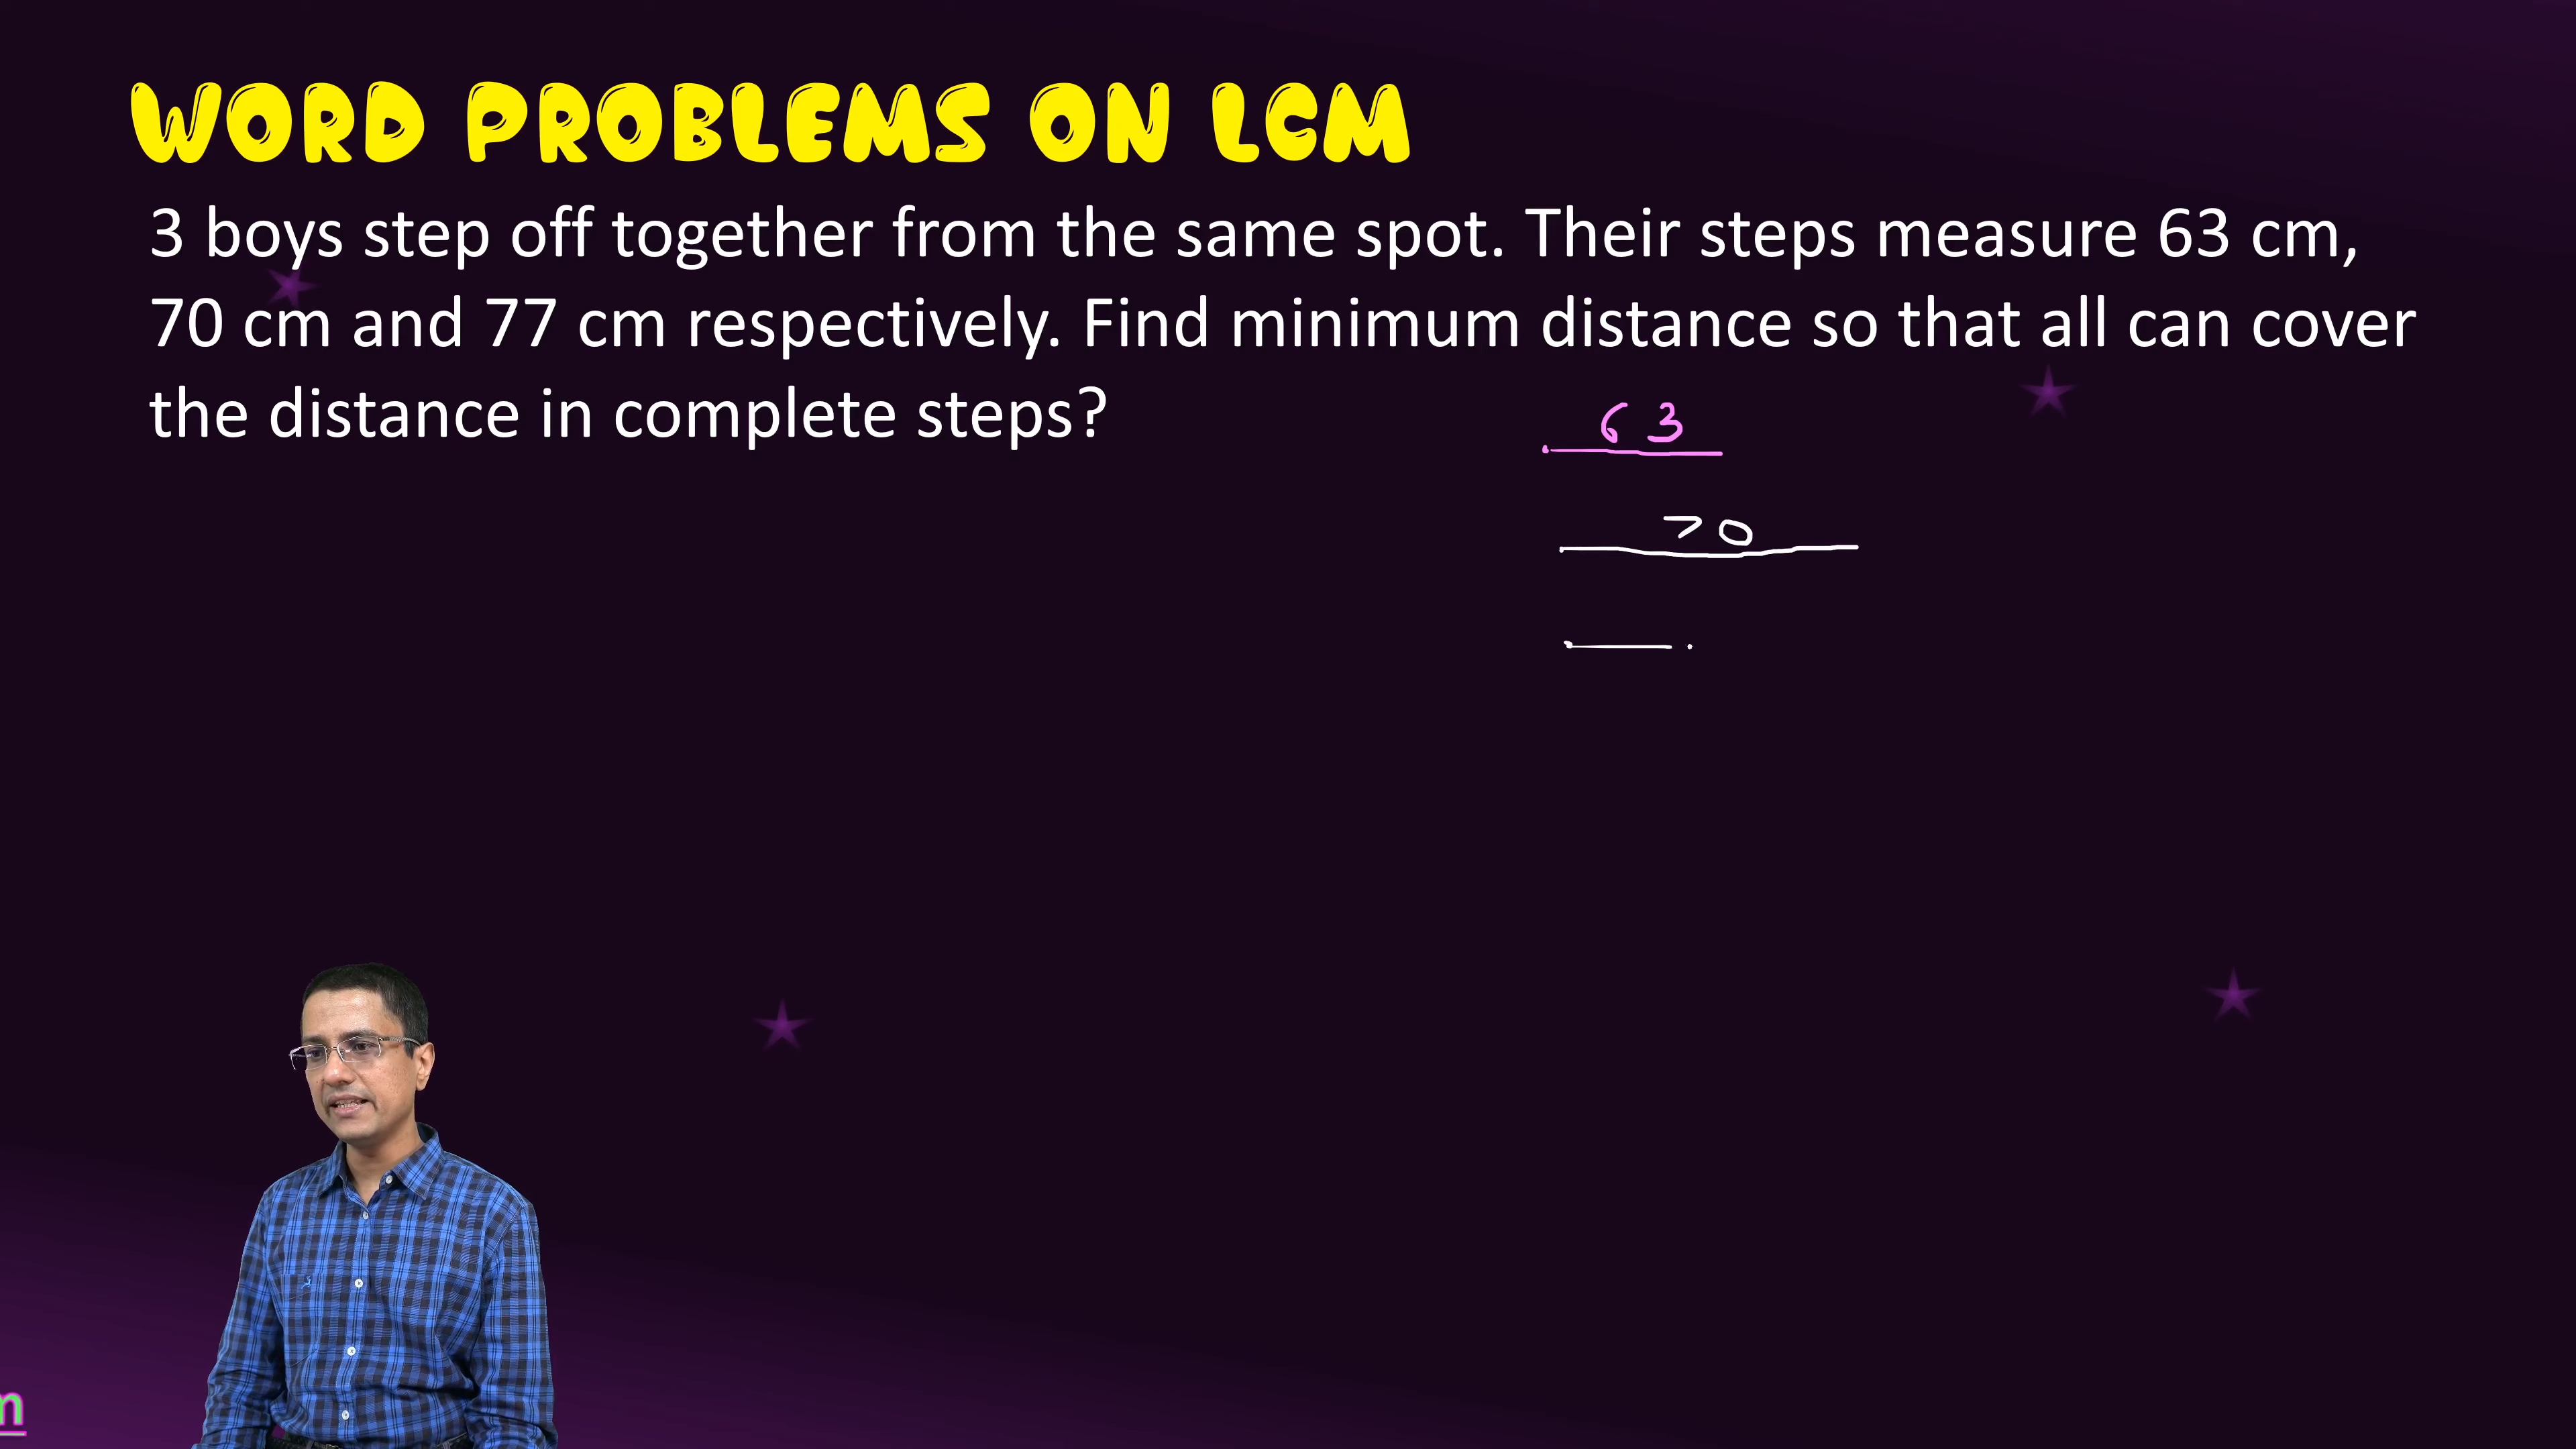 WORD PROBLEMS ON LCM
3 boys step off together from the same spot. Their steps measure 63 cm,
70 cm and 77 cm respectively. Find minimum distance so that all can cover
the distance in complete steps?
63
70
m